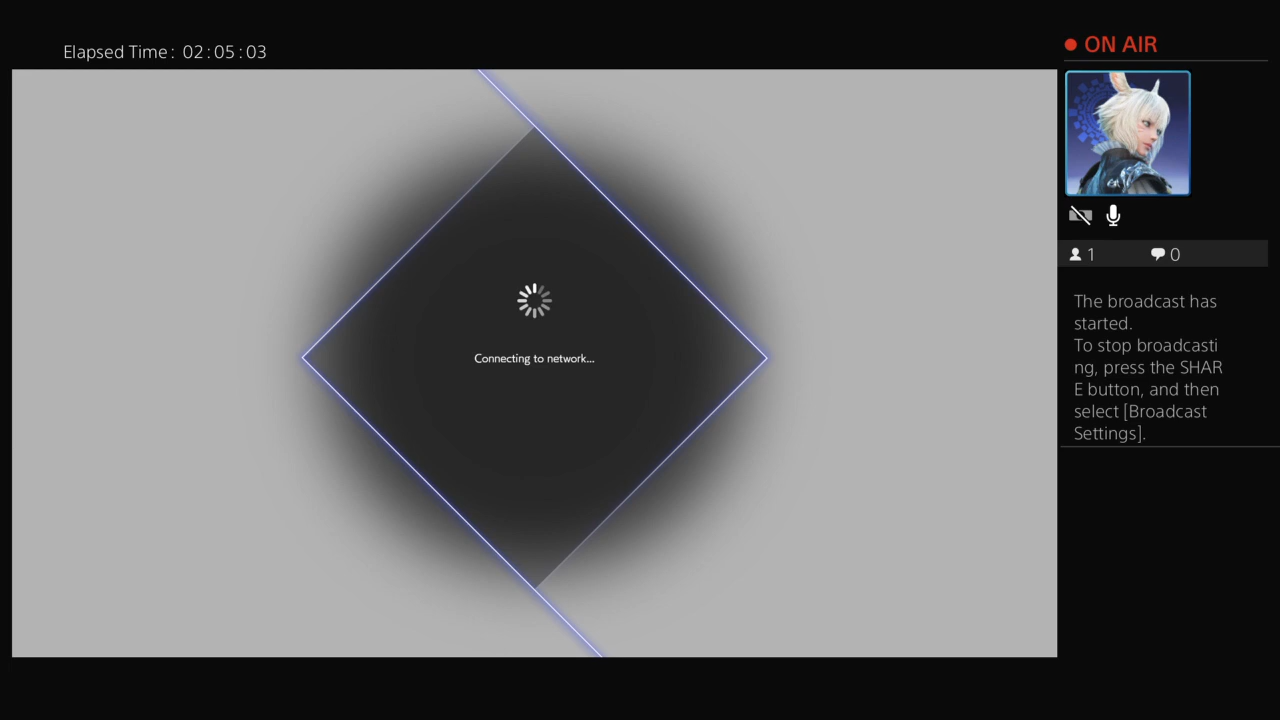 Elapsed Time: 02:05:03
ON AIR
1 0
Connecting to network...
The broadcast has
started.
To stop broadcasti
ng, press the SHAR
E button, and then
select [Broadcast
Settings].